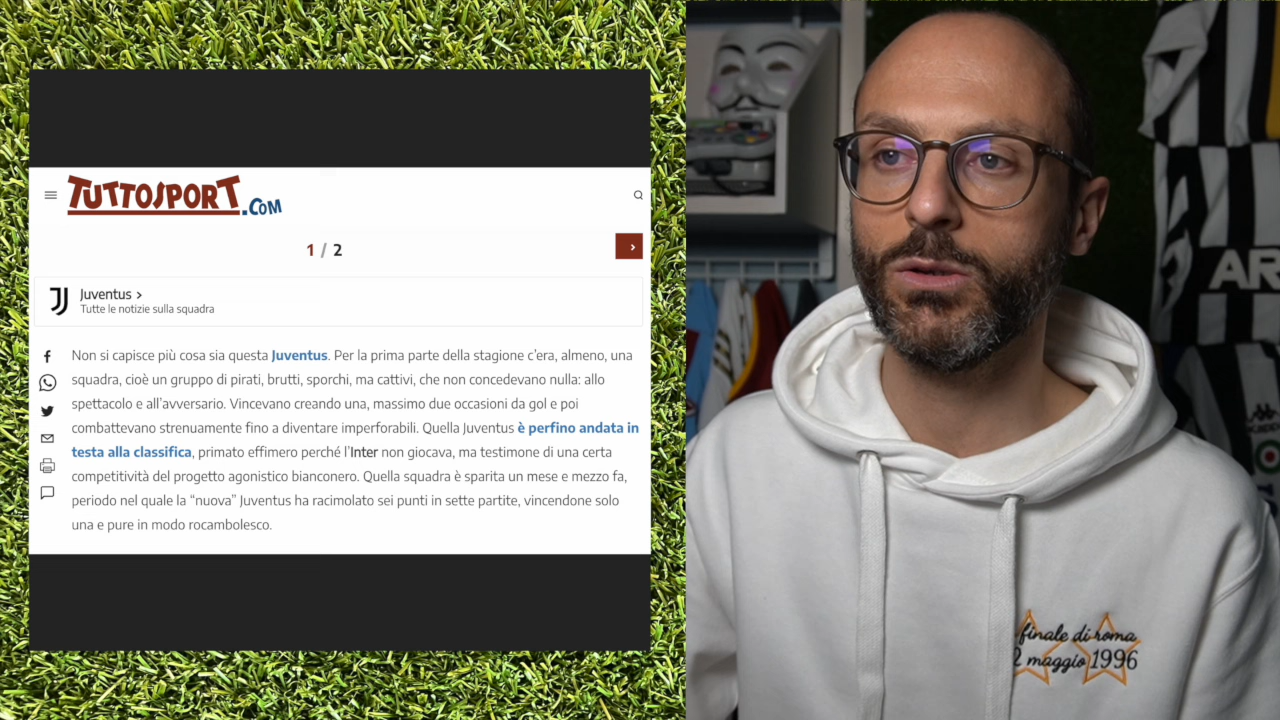 TUTTOSPORT.COM
1 / 2
Juventus >
Tutte le notizie sulla squadra
Non si capisce più cosa sia questa Juventus. Per la prima parte della stagione c'era, almeno, una
squadra, cioè un gruppo di pirati, brutti, sporchi, ma cattivi, che non concedevano nulla: allo
spettacolo e all'avversario. Vincevano creando una, massimo due occasioni da gol e poi
combattevano strenuamente fino a diventare imperforabili. Quella Juventus è perfino andata in
testa alla classifica, primato effimero perché l'Inter non giocava, ma testimone di una certa
competitività del progetto agonistico bianconero. Quella squadra è sparita un mese e mezzo fa,
periodo nel quale la “nuova” Juventus ha racimolato sei punti in sette partite, vincendone solo
una e pure in modo rocambolesco.
AR
finale di roma
2 maggio 1996